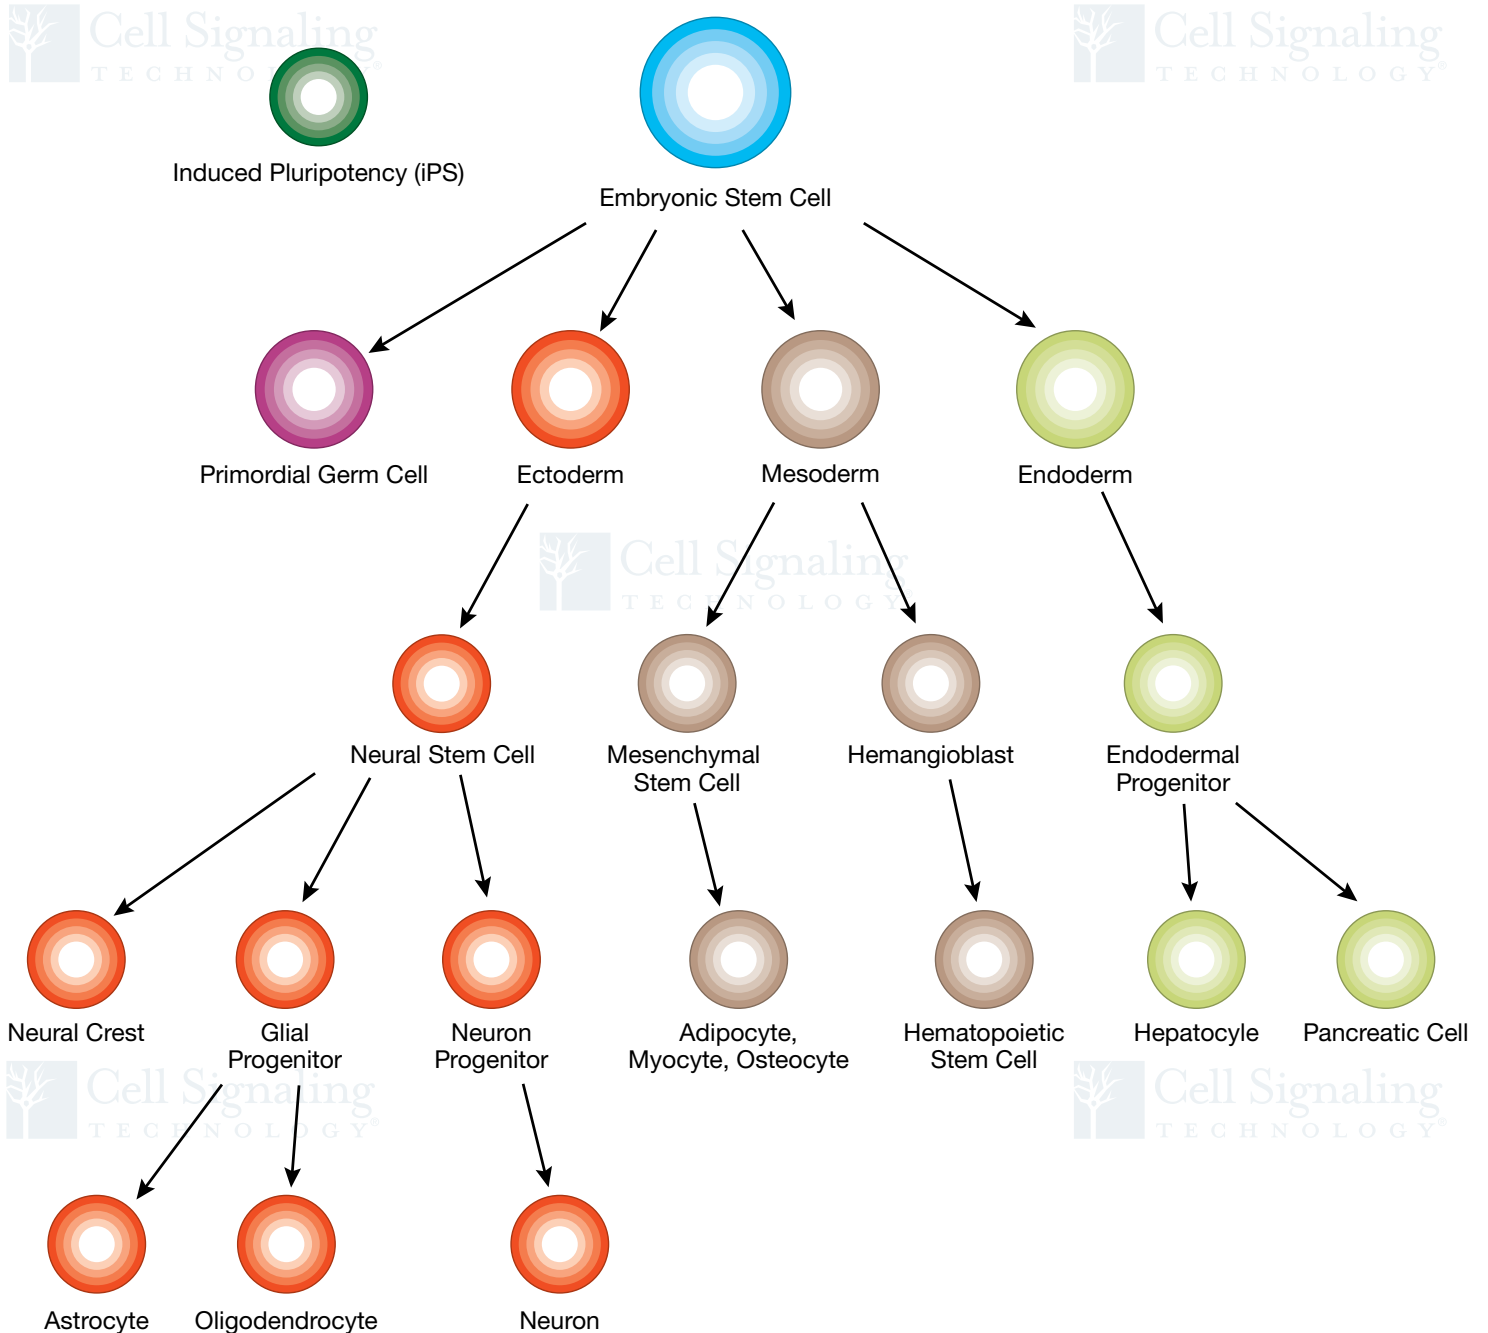 Cell Signaling
TECHNOLOGY®
Cell Signaling
TECHNOLOGY®
Induced Pluripotency (iPS)
Embryonic Stem Cell
Primordial Germ Cell
Ectoderm
Mesoderm
Endoderm
Cell Signaling
TECHNOLOGY
Neural Stem Cell
Mesenchymal
Stem Cell
Hemangioblast
Endodermal
Progenitor
Neural Crest
Glial
Progenitor
Neuron
Progenitor
Adipocyte,
Myocyte, Osteocyte
Hematopoietic
Stem Cell
Hepatocyle
Pancreatic Cell
Cell Signaling
TECHNOLOGY®
Cell Signaling
TECHNOLOGY®
Astrocyte
Oligodendrocyte
Neuron